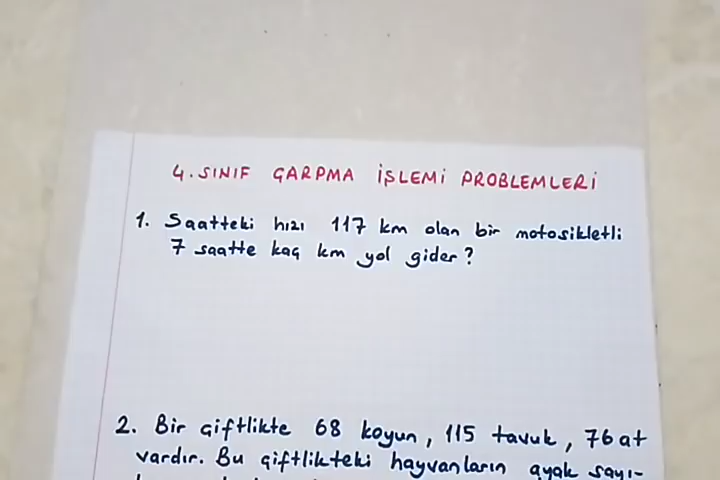 4. SINIF ÇARPMA İŞLEMİ PROBLEMLERİ
1. Saatteki hızı 117 km olan bir motosikletli
7 saatte kaç km yol gider?
2. Bir çiftlikte 68 koyun, 115 tavuk, 76 at
vardır. Bu çiftlikteki hayvanların ayak sayı-